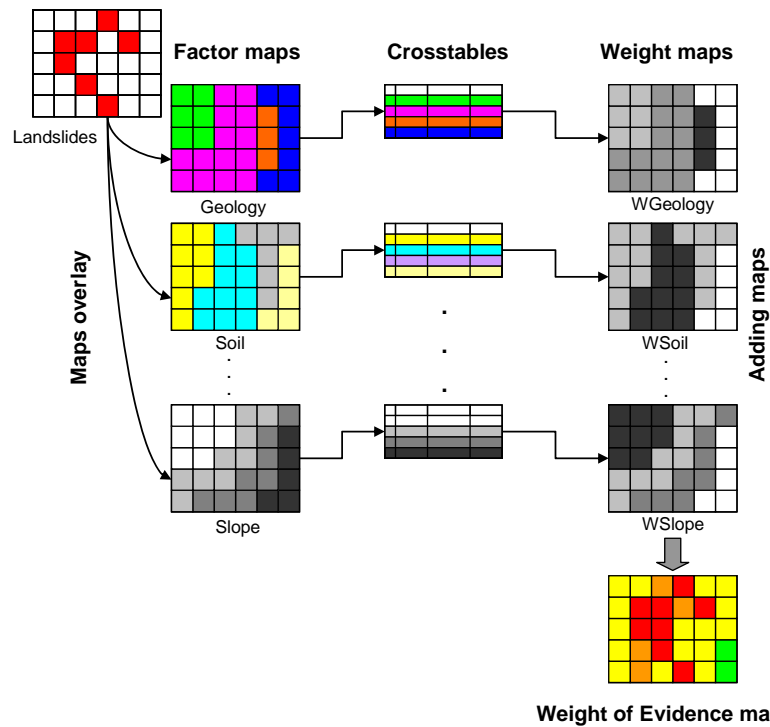 Factor maps
Crosstables
Weight maps
Landslides
Geology
WGeology
Maps overlay
Soil
WSoil
Adding maps
Slope
WSlope
Weight of Evidence ma